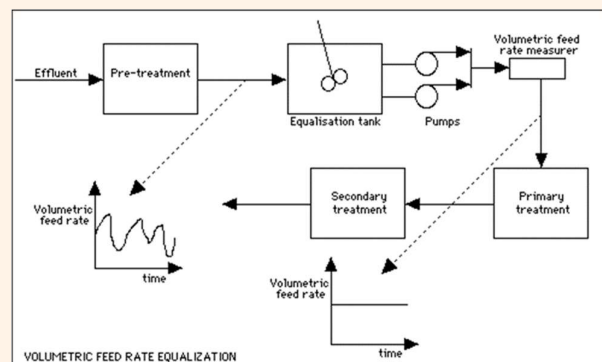 Volumetric feed
rate measurer
Effluent
Pre-treatment
Equalisation tank
Pumps
Volumetric
feed rate
time
Secondary
treatment
Primary
treatment
Volumetric
feed rate
time
VOLUMETRIC FEED RATE EQUALIZATION